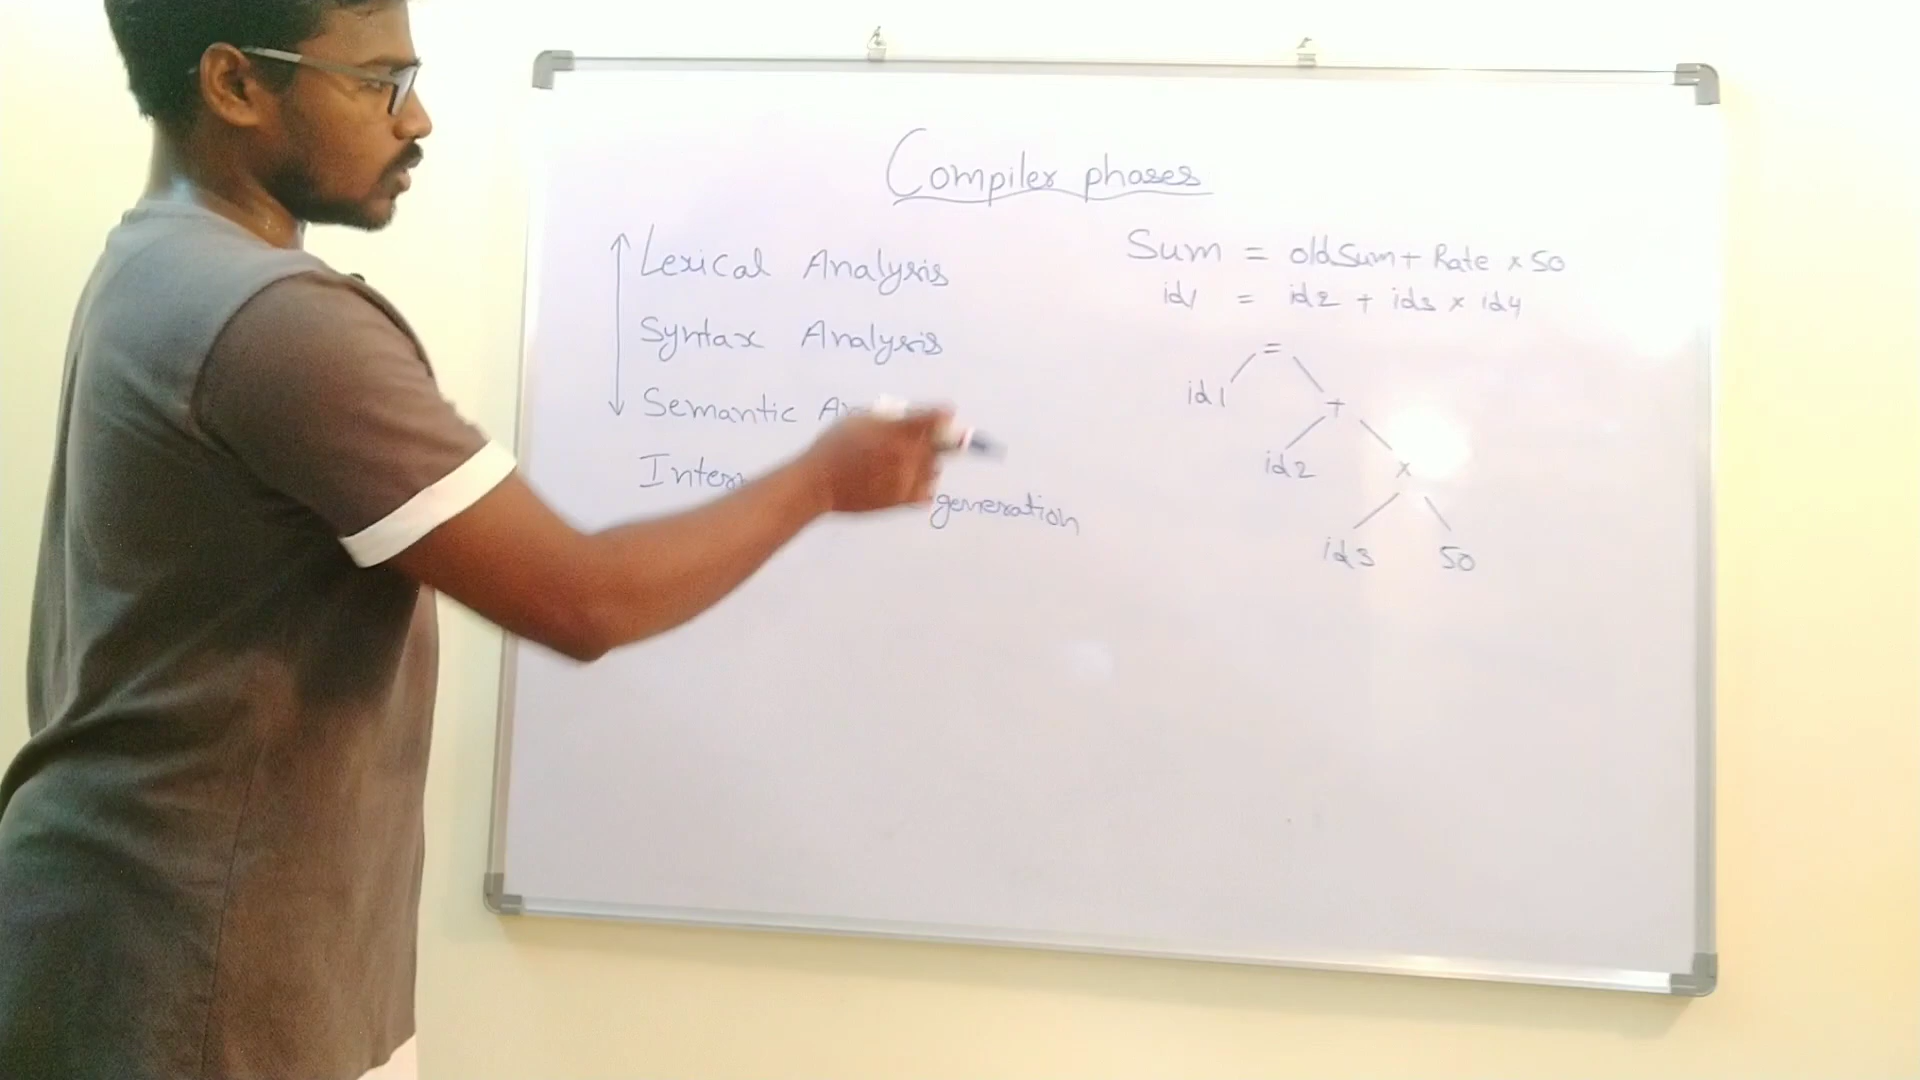 Compiler phases
Lexical Analysis
Syntax Analysis
Semantic
generation
Sum = oldSum + Rate × 50
id1 = id2 + id3 × id4
=
id1 +
id2 ×
id3 50